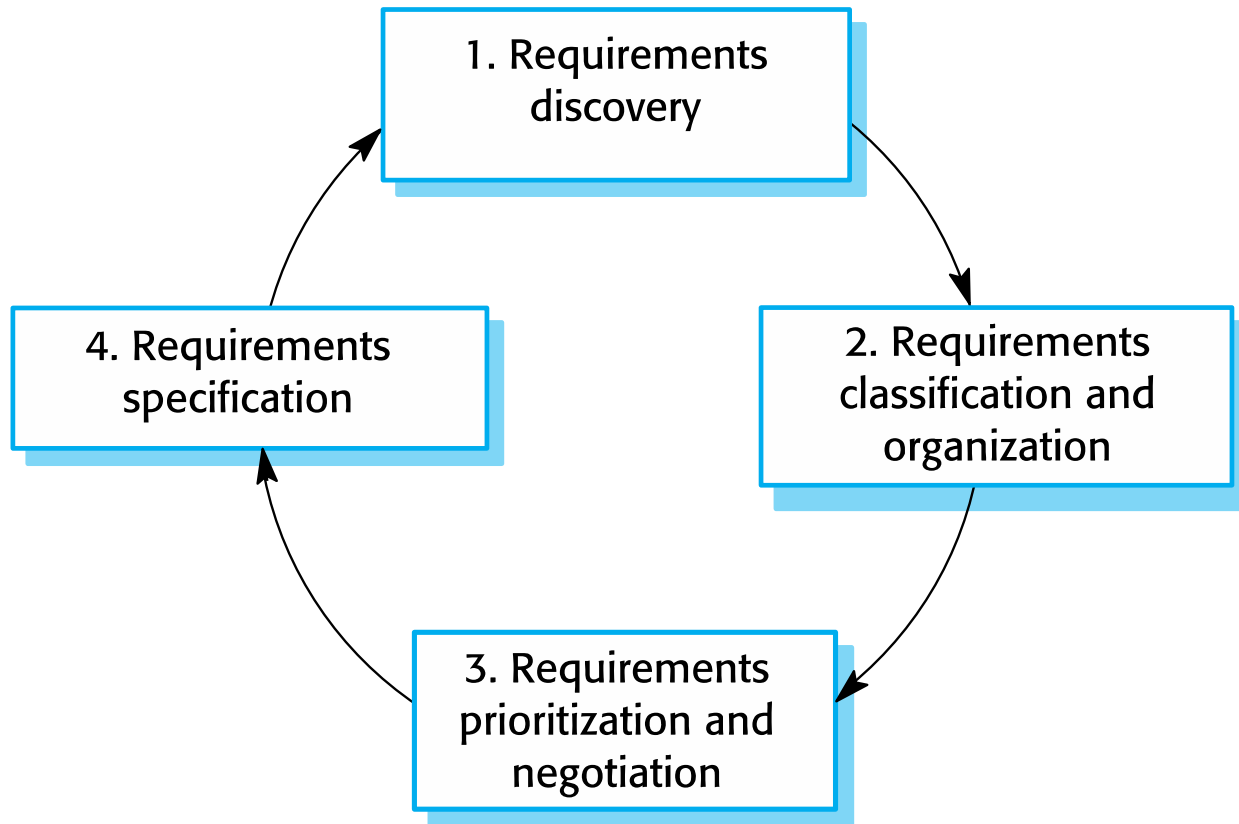 1. Requirements
discovery
2. Requirements
classification and
organization
3. Requirements
prioritization and
negotiation
4. Requirements
specification